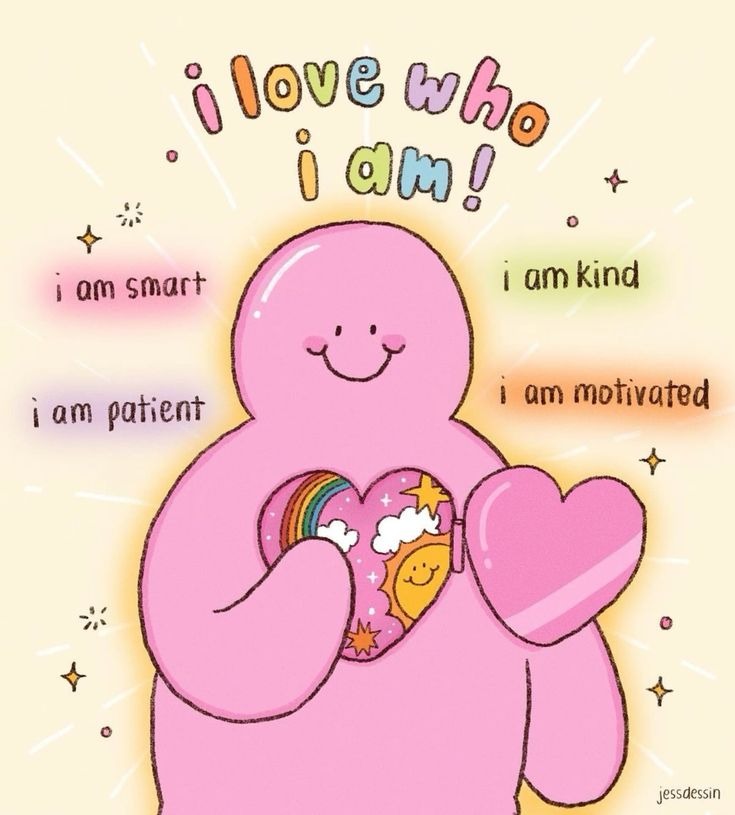 i love who
i am!
i am smart
i am kind
i am patient
i am motivated
jessdessin